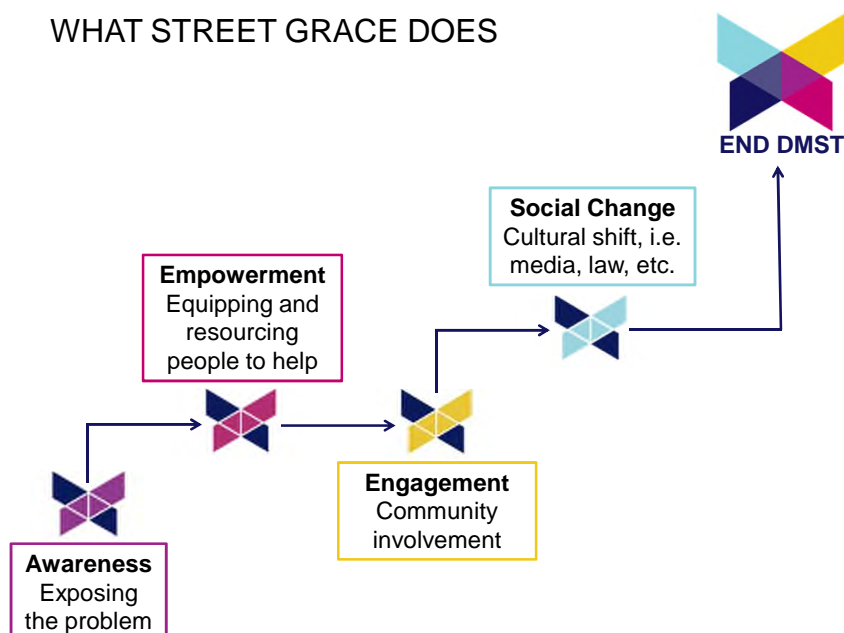 WHAT STREET GRACE DOES
END DMST
Social Change
Cultural shift, i.e.
media, law, etc.
Empowerment
Equipping and
resourcing
people to help
Engagement
Community
involvement
Awareness
Exposing
the problem